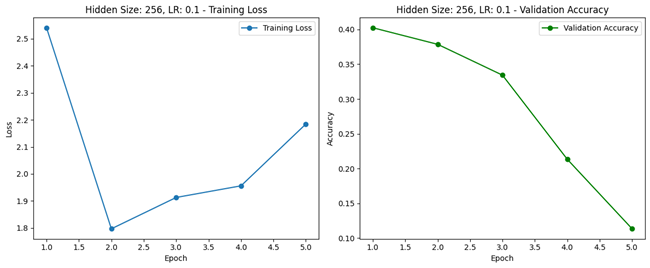 Hidden Size: 256, LR: 0.1 - Training Loss
Training Loss
2.5
2.4
2.3
2.2
2.1
2.0
1.9
1.8
Loss
1.0 1.5 2.0 2.5 3.0 3.5 4.0 4.5 5.0
Epoch
Hidden Size: 256, LR: 0.1 - Validation Accuracy
Validation Accuracy
0.40
0.35
0.30
0.25
0.20
0.15
0.10
Accuracy
1.0 1.5 2.0 2.5 3.0 3.5 4.0 4.5 5.0
Epoch